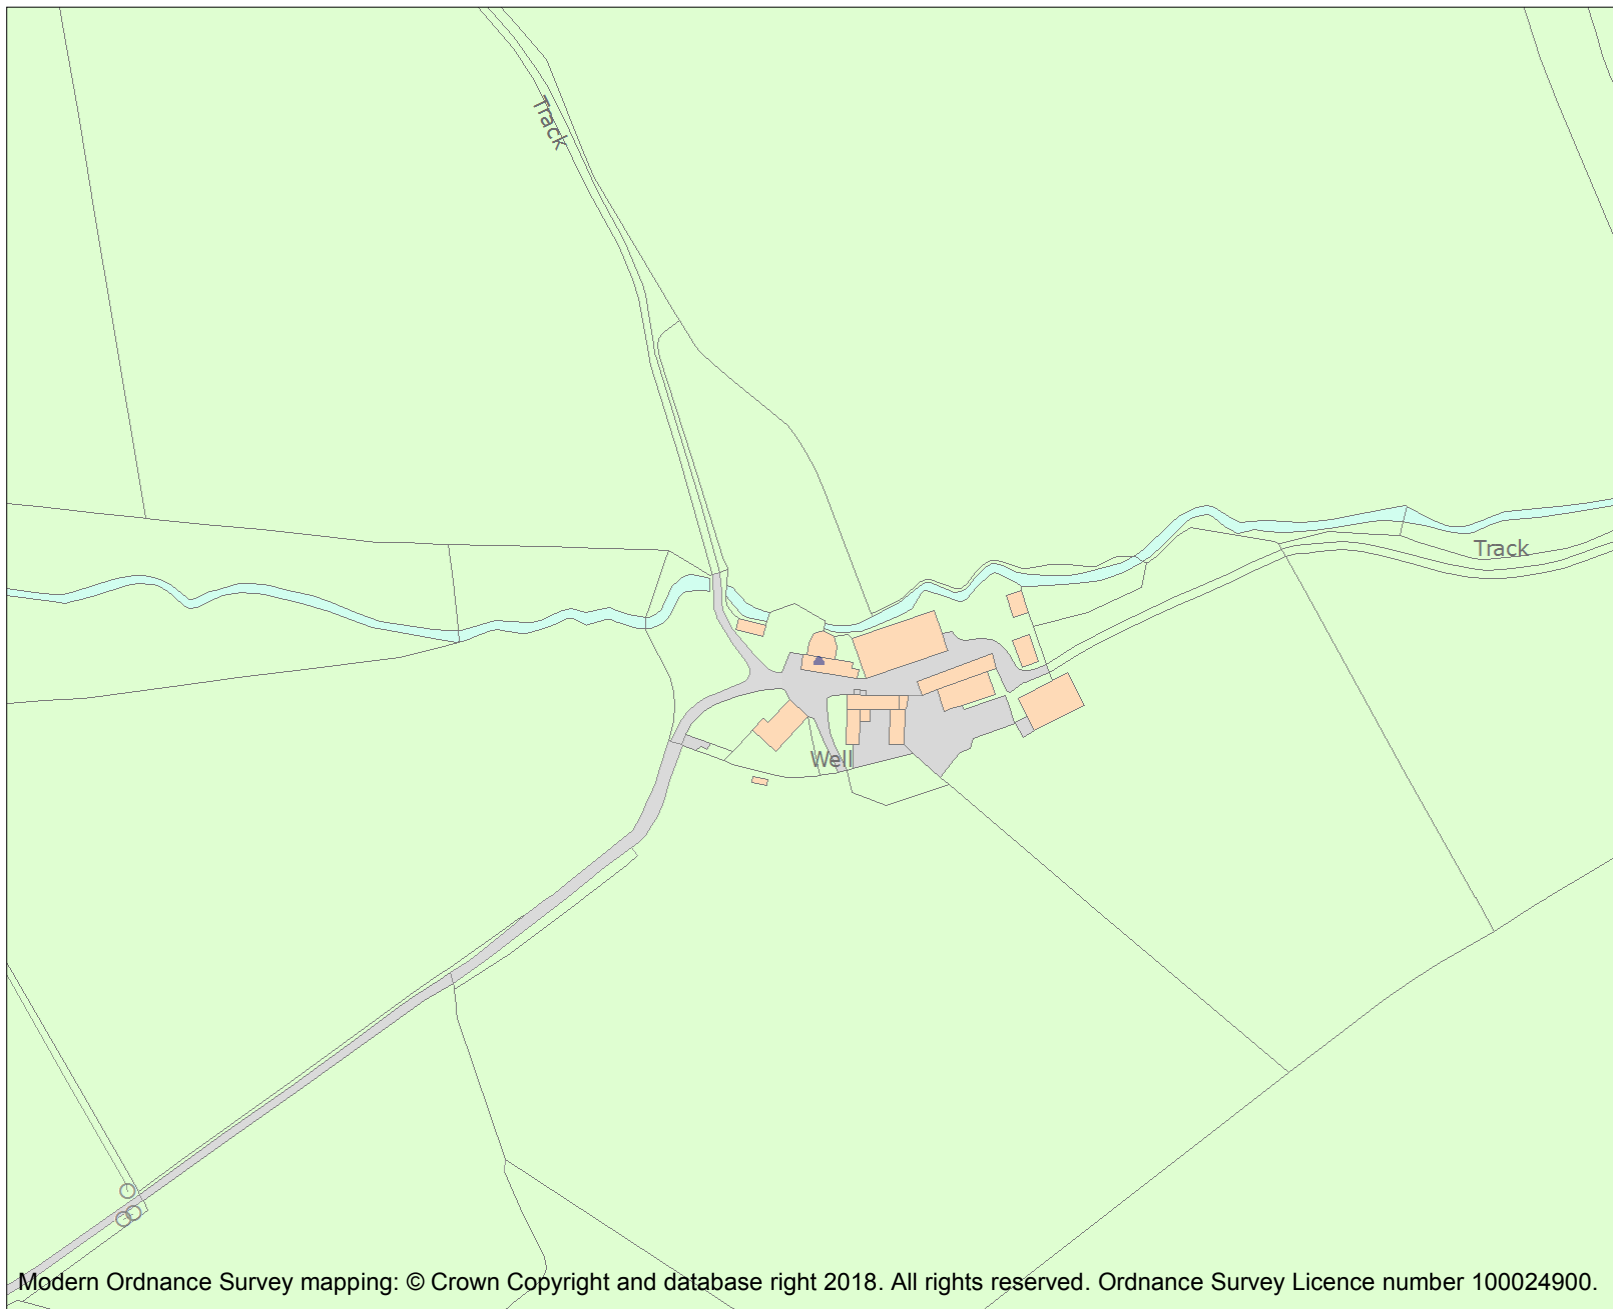 Track
Track
Well
Modern Ordnance Survey mapping: © Crown Copyright and database right 2018. All rights reserved. Ordnance Survey Licence number 100024900.